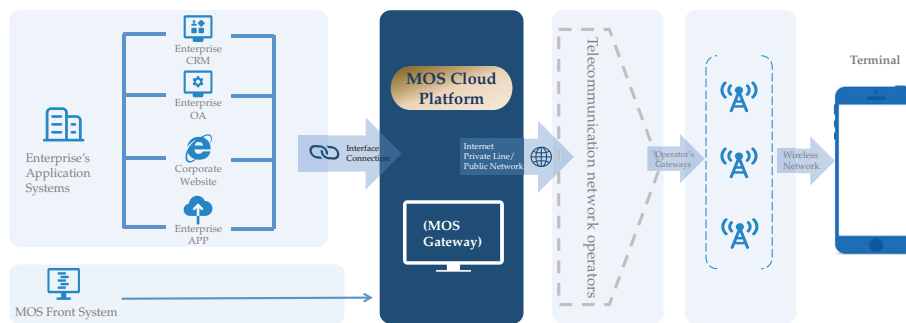 Enterprise
CRM
Enterprise
OA
Enterprise's
Application
Systems
Corporate
Website
Enterprise
APP
MOS Front System
Interface
Connection
MOS Cloud
Platform
Internet
Private Line/
Public Network
(MOS
Gateway)
Telecommunication network operators
Operator's
Gateways
Wireless
Network
Terminal